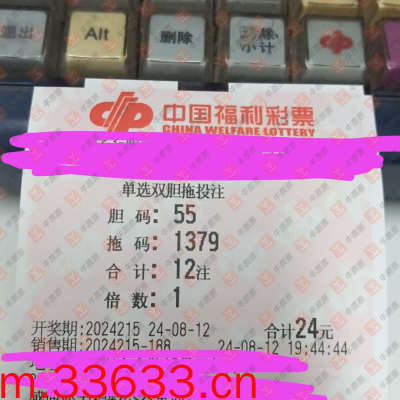 退出
Alt
删除
小计
中国福利彩票
CHINA WELFARE LOTTERY
单选双胆拖投注
胆 码: 55
拖 码: 1379
合 计: 12注
倍 数: 1
开奖期:2024215 24-08-12 合计24元
销售期:2024215-188 24-08-12 19:44:44
m.33633.cn